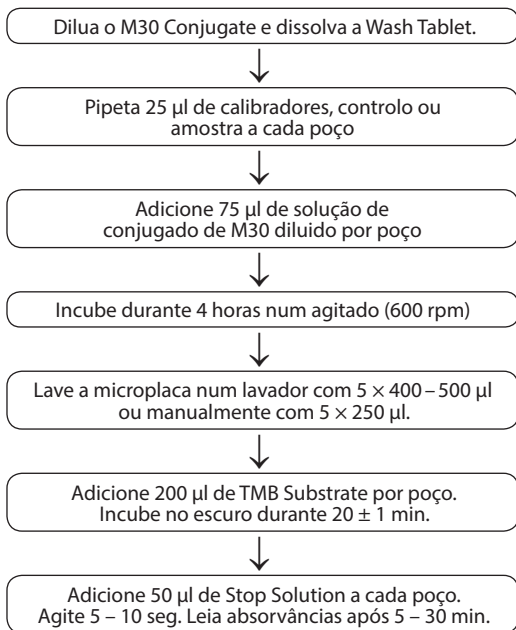 Dilua o M30 Conjugate e dissolva a Wash Tablet.
Pipeta 25 µl de calibradores, controlo ou
amostra a cada poço
Adicione 75 µl de solução de
conjugado de M30 diluido por poço
Incube durante 4 horas num agitado (600 rpm)
Lave a microplaca num lavador com 5 × 400 – 500 µl
ou manualmente com 5 × 250 µl.
Adicione 200 µl de TMB Substrate por poço.
Incube no escuro durante 20 ± 1 min.
Adicione 50 µl de Stop Solution a cada poço.
Agite 5 – 10 seg. Leia absorvâncias após 5 – 30 min.